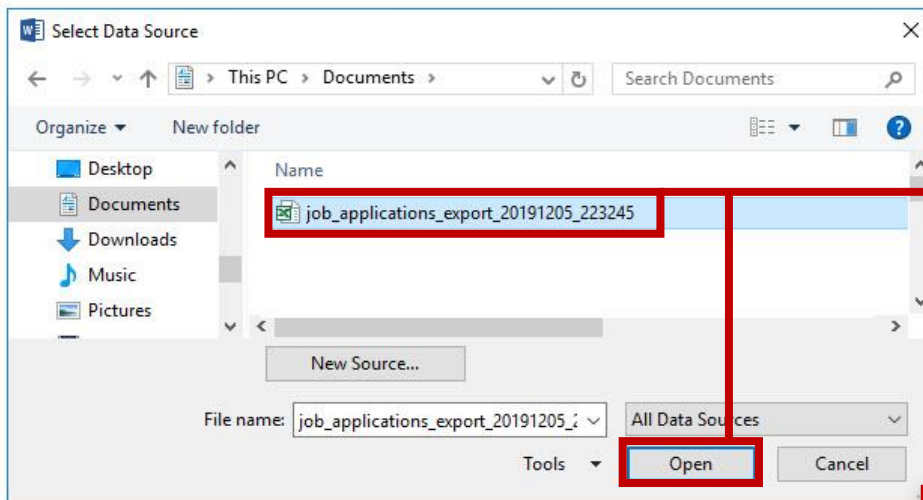 Select Data Source
This PC > Documents >
Search Documents
Organize
New folder
Desktop
Documents
Downloads
Music
Pictures
Name
job_applications_export_20191205_223245
New Source...
File name:
job_applications_export_20191205_2
All Data Sources
Tools
Open
Cancel